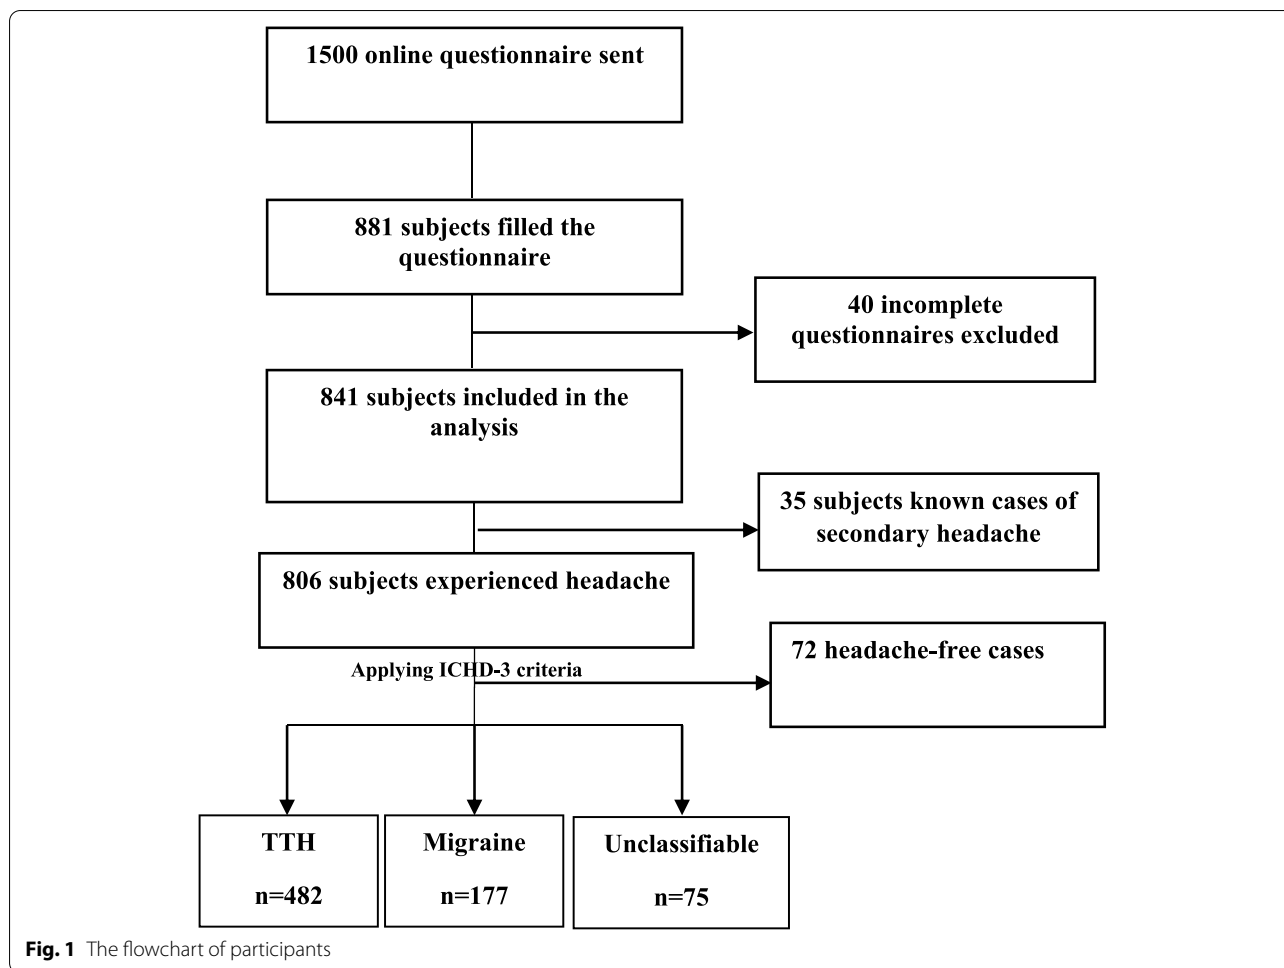 1500 online questionnaire sent
881 subjects filled the
questionnaire
40 incomplete
questionnaires excluded
841 subjects included in the
analysis
35 subjects known cases of
secondary headache
806 subjects experienced headache
Applying ICHD-3 criteria
72 headache-free cases
TTH
n=482
Migraine
n=177
Unclassifiable
n=75
Fig. 1 The flowchart of participants